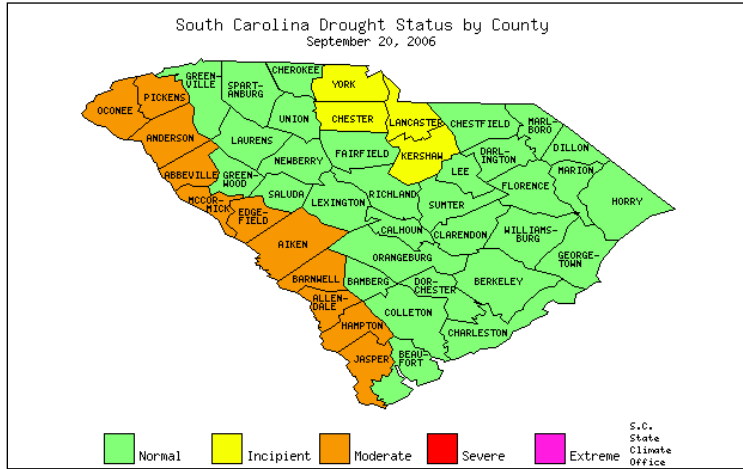 South Carolina Drought Status by County
September 20, 2006
CHEROKEE
GREEN-
VILLE
SPART-
ANBURG
YORK
PICKENS
OCONEE
UNION
CHESTER
LANCASTER
CHESTFIELD
MARL-
BORO
ANDERSON
LAURENS
DILLON
NEWBERRY
FAIRFIELD
KERSHAW
DARL-
INGTON
ABBEVILLE
GREEN-
WOOD
LEE
MARION
FLORENCE
MCCOR-
MICK
SALUDA
LEXINGTON
RICHLAND
SUMTER
HORRY
EDGE-
FIELD
CALHOUN
CLARENDON
WILLIAMS-
BURG
AIKEN
ORANGEBURG
GEORGE-
TOWN
BARNWELL
BAMBERG
DOR-
CHESTER
BERKELEY
ALLEN-
DALE
COLLETON
HAMPTON
CHARLESTON
JASPER
BEAU-
FORT
Normal
Incipient
Moderate
Severe
Extreme
S.C.
State
Climate
Office